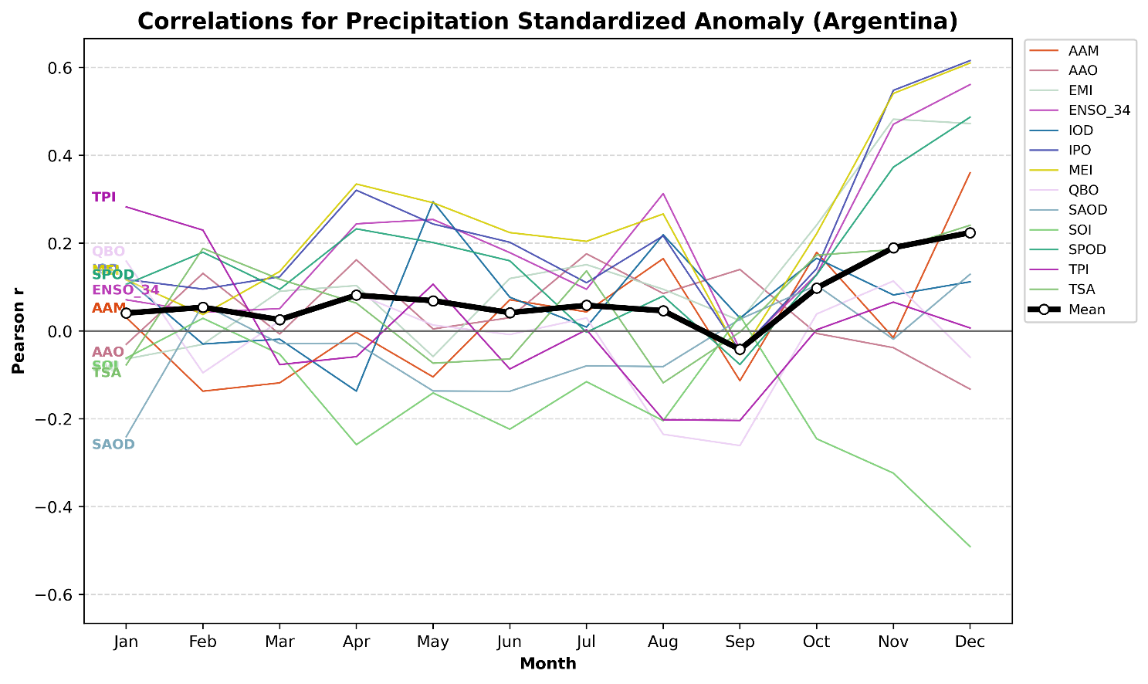 Correlations for Precipitation Standardized Anomaly (Argentina)
Pearson r
0.6
0.4
0.2
0.0
−0.2
−0.4
−0.6
TPI
QBO
SPOD
ENSO_34
AAM
AAO
SOI
TSA
SAOD
Jan
Feb
Mar
Apr
May
Jun
Jul
Aug
Sep
Oct
Nov
Dec
Month
AAM
AAO
EMI
ENSO_34
IOD
IPO
MEI
QBO
SAOD
SOI
SPOD
TPI
TSA
Mean